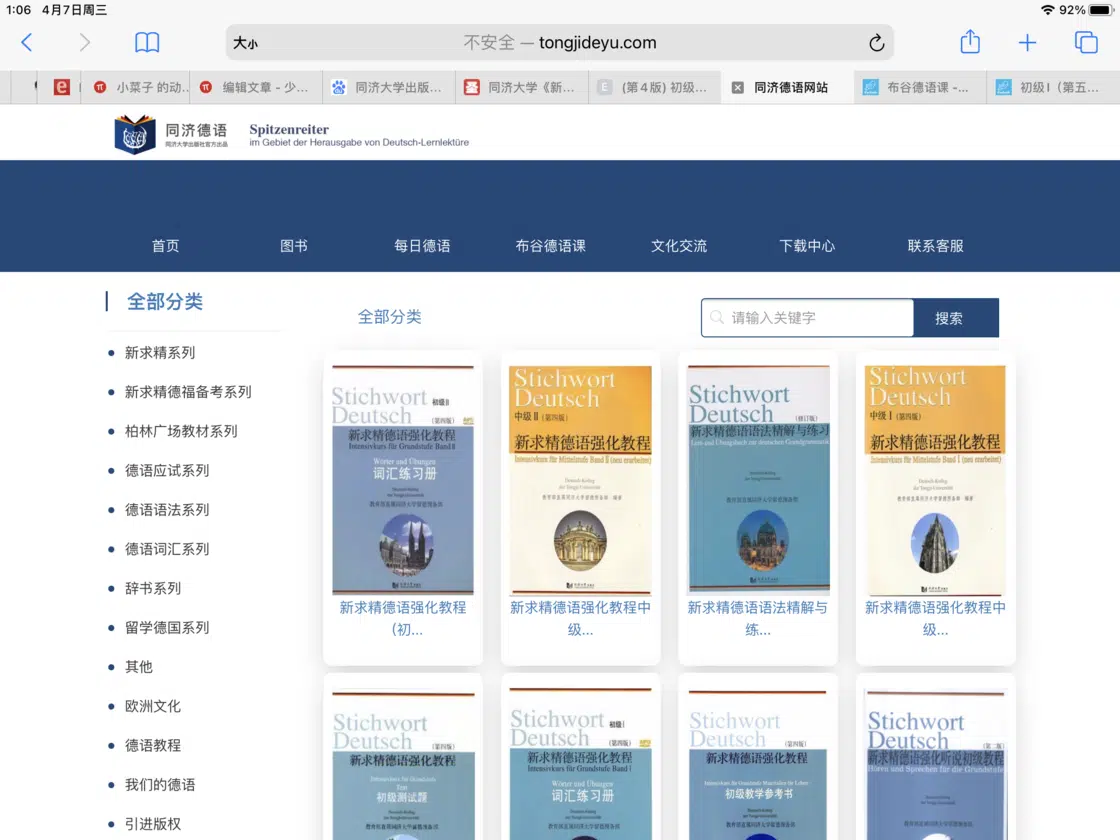 1:06 4月7日周三
92%
大小
不安全 — tongjideyu.com
小菜子 的动...
编辑文章 - 少...
同济大学出版...
同济大学《新...
(第4版) 初级...
同济德语网站
布谷德语课 -...
初级I（第五...
同济德语
同济大学出版社官方出品
Spitzenreiter
im Gebiet der Herausgabe von Deutsch-Lernlektüre
首页
图书
每日德语
布谷德语课
文化交流
下载中心
联系客服
全部分类
新求精系列
新求精德福备考系列
柏林广场教材系列
德语应试系列
德语语法系列
德语词汇系列
辞书系列
留学德国系列
其他
欧洲文化
德语教程
我们的德语
引进版权
全部分类
请输入关键字
搜索
Stichwort
Deutsch
初级II
(第四版)
新求精德语强化教程
Intensivkurs für Grundstufe Band II
Wörter und Übungen
词汇练习册
新求精德语强化教程
(初...
Stichwort
Deutsch
中级 II (第四版)
新求精德语强化教程
Intensivkurs für Mittelstufe Band II (neu erarbeitet)
新求精德语强化教程中
级...
Stichwort
Deutsch
(修订版)
新求精德语语法精解与练习
Lern-und Übungsbuch zur deutschen Grundgrammatik
新求精德语语法精解与
练...
Stichwort
Deutsch
中级 I (第四版)
新求精德语强化教程
Intensivkurs für Mittelstufe Band I (neu erarbeitet)
新求精德语强化教程中
级...
Stichwort
Deutsch
(第四版)
新求精德语强化教程
Intensivkurs für Grundstufe
Test
初级测试题
Stichwort
Deutsch
初级I
(第四版)
新求精德语强化教程
Intensivkurs für Grundstufe Band I
Wörter und Übungen
词汇练习册
Stichwort
Deutsch
(第四版)
新求精德语强化教程
初级教学参考书
Stichwort
Deutsch
(第二版)
新求精德语强化听说初级教程
Hören und Sprechen für die Grundstufe